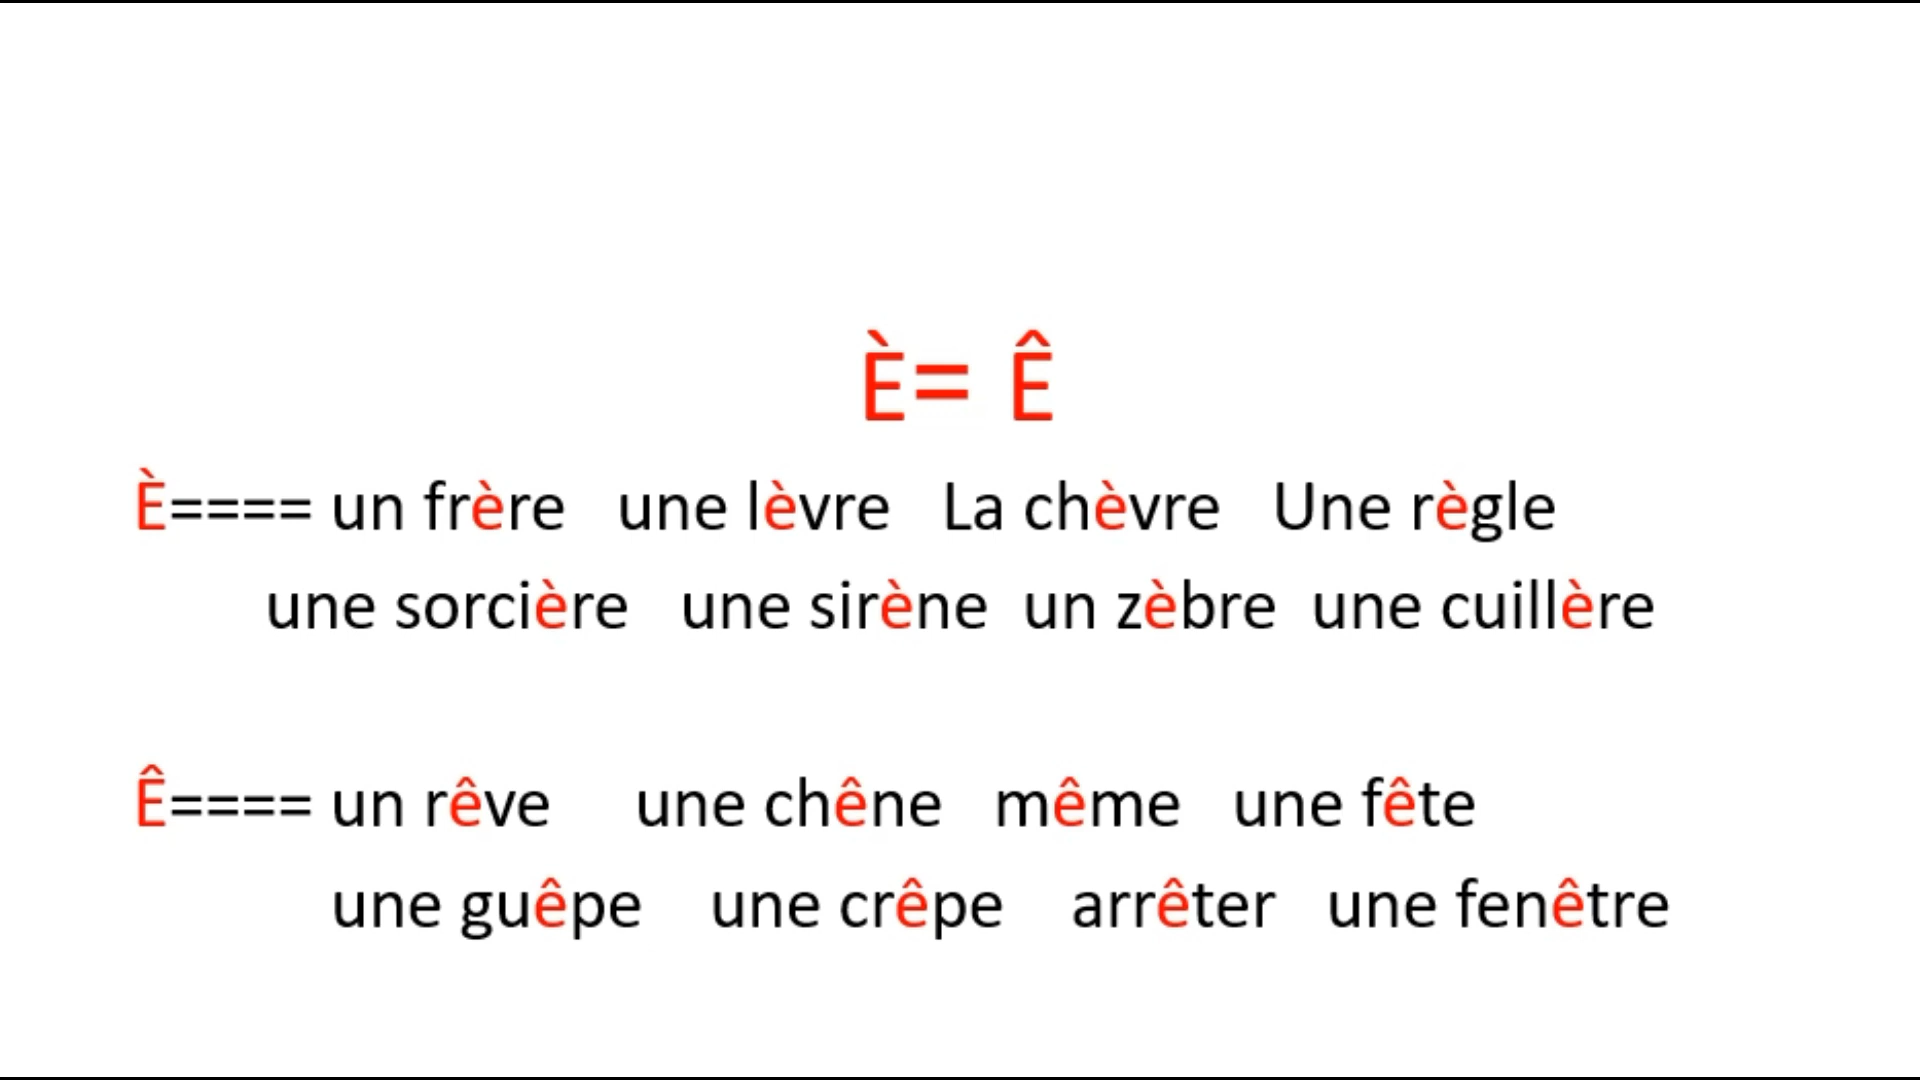 È= Ê
È==== un frère une lèvre La chèvre Une règle
une sorcière une sirène un zèbre une cuillère
Ê==== un rêve une chêne même une fête
une guêpe une crêpe arrêter une fenêtre